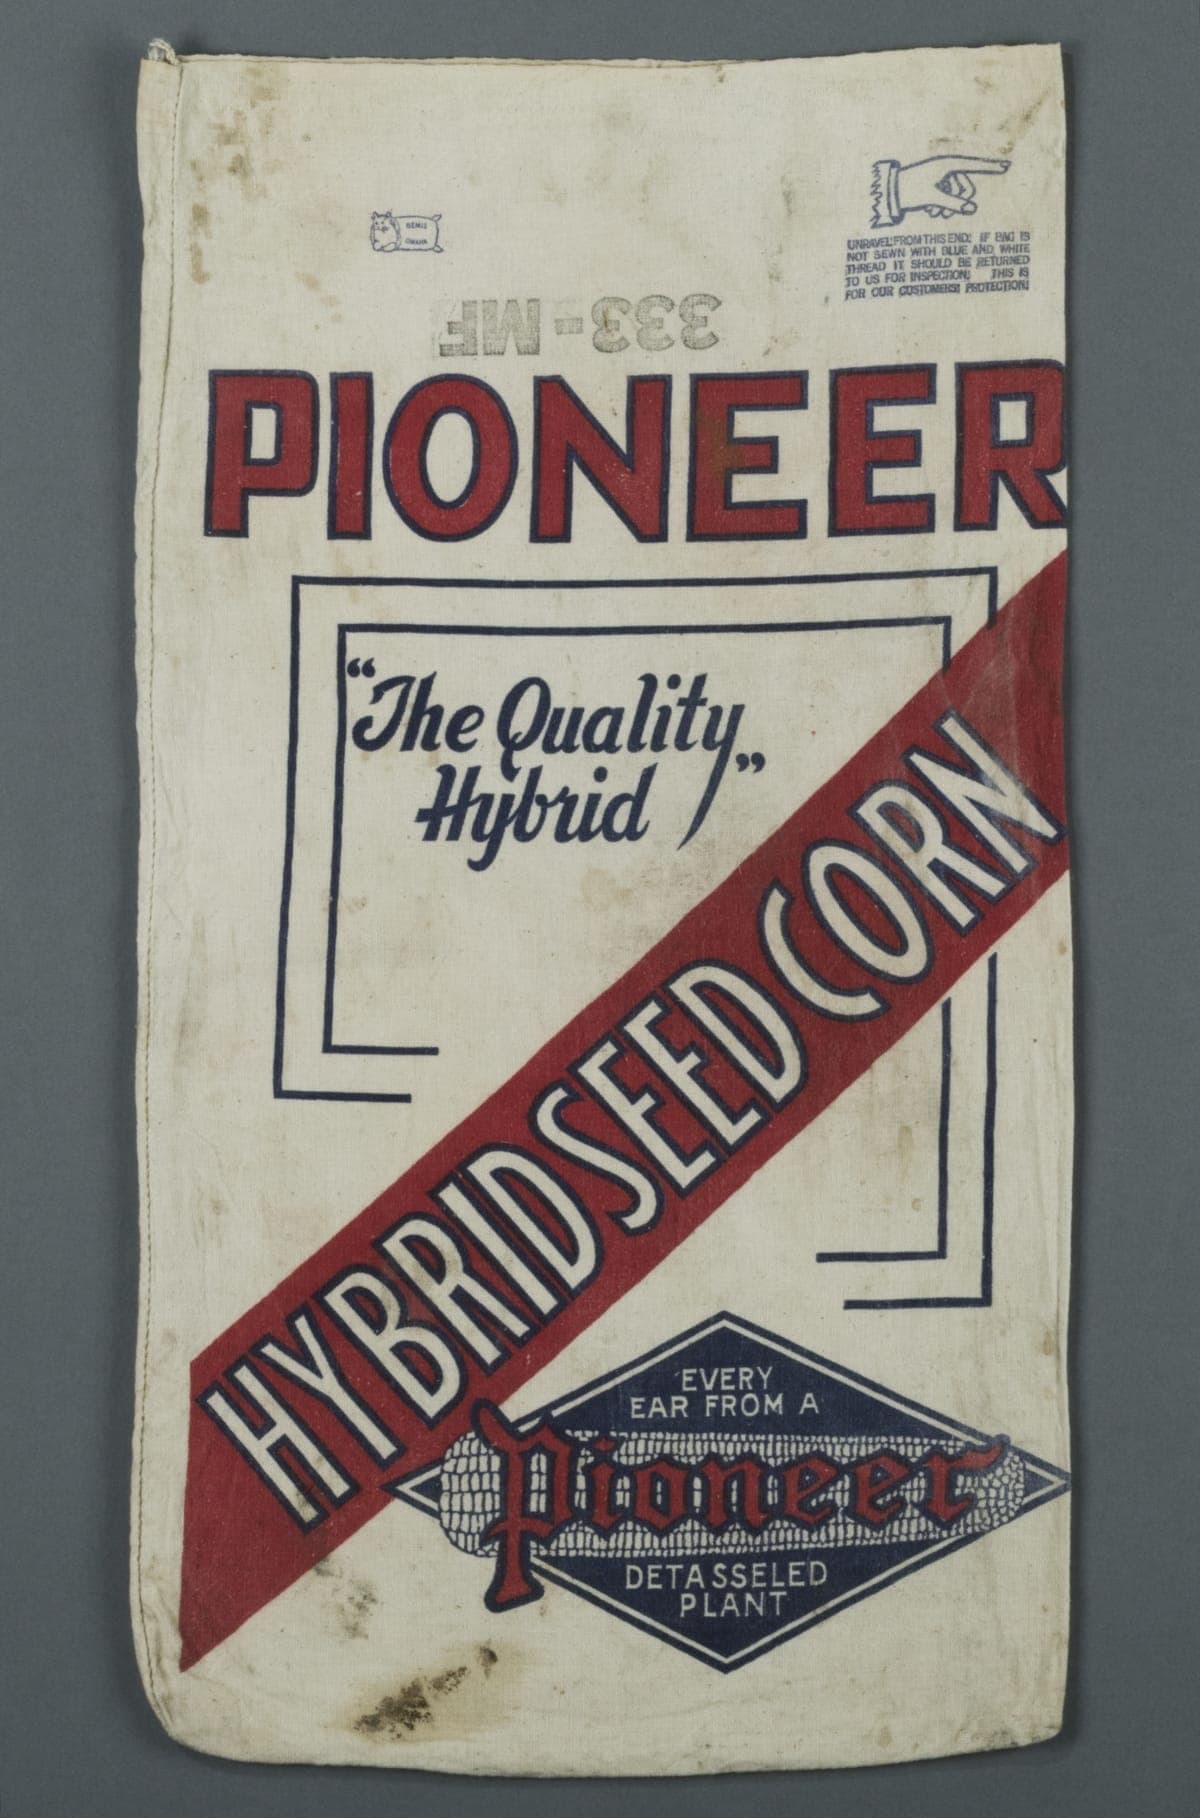 BEMIS
OMAHA
UNRAVEL FROM THIS END: IF BAG IS
NOT SEWN WITH BLUE AND WHITE
THREAD IT SHOULD BE RETURNED
TO US FOR INSPECTION; THIS IS
FOR OUR CUSTOMERS! PROTECTION!
333-MF
PIONEER
"The Quality
Hybrid"
HYBRID SEED CORN
EVERY
EAR FROM A
Pioneer
DETASSELED
PLANT